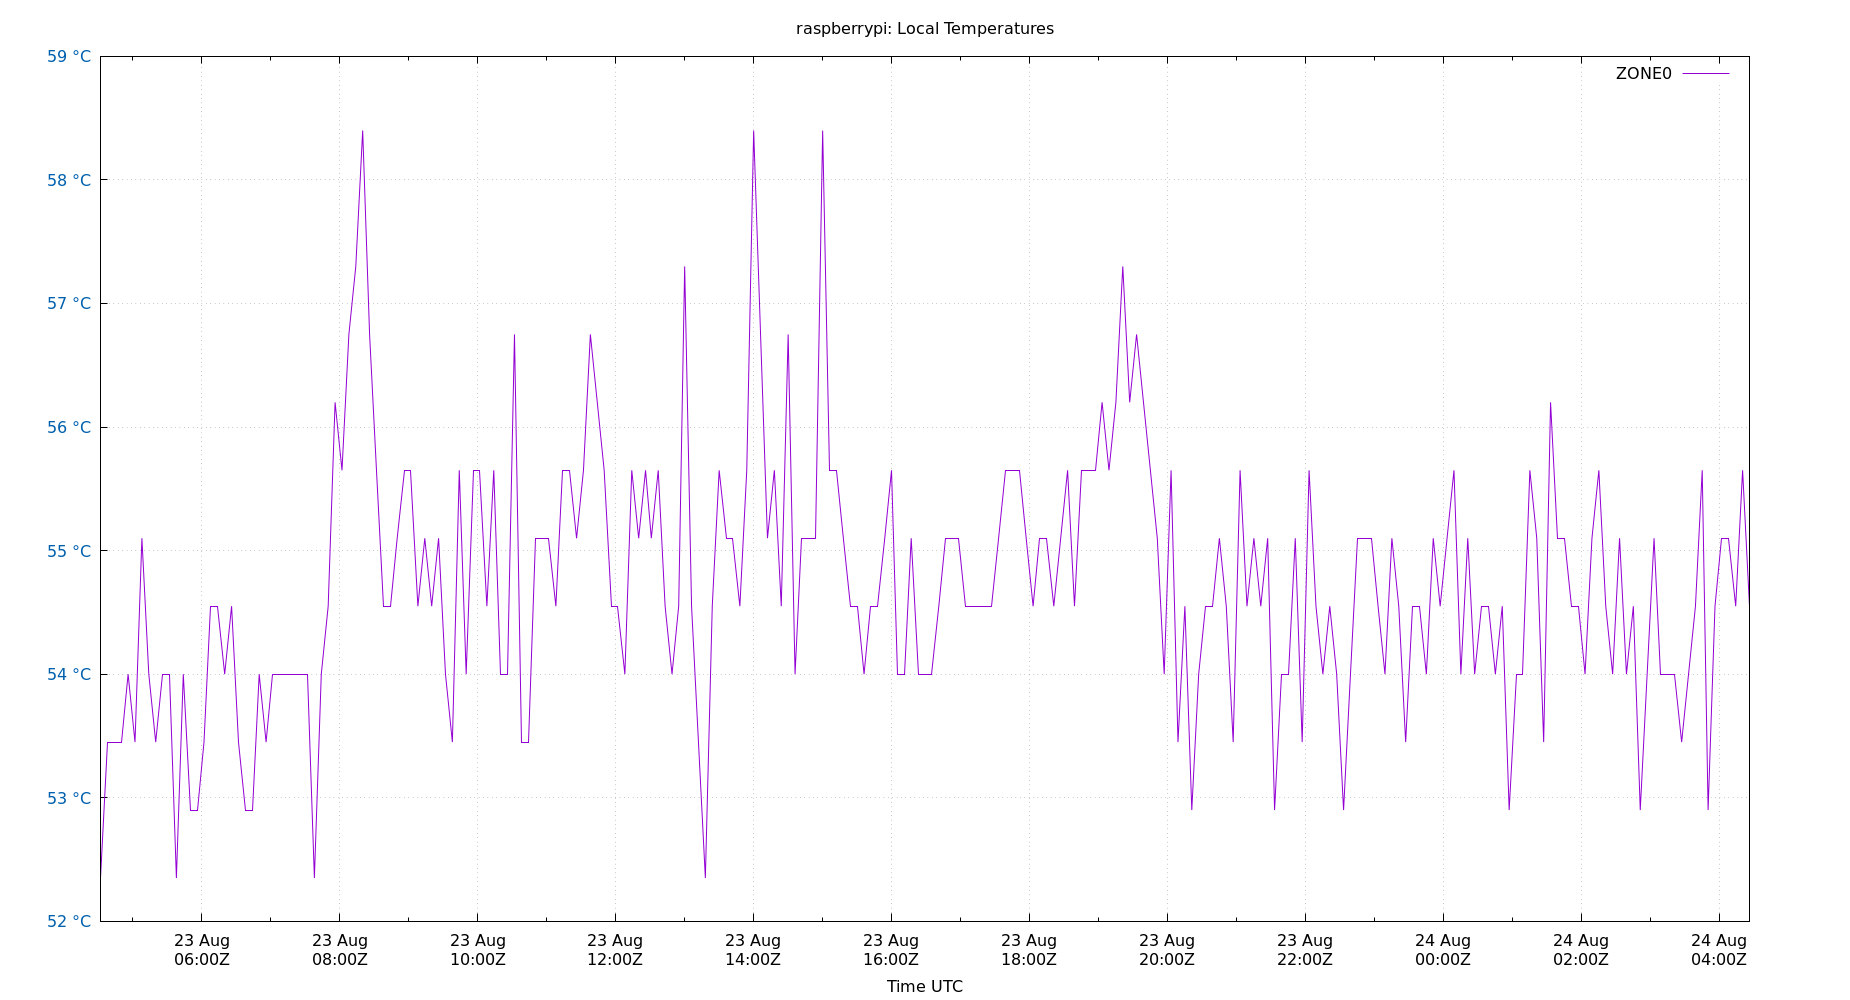 raspberrypi: Local Temperatures
59 °C
ZONE0
58 °C
57 °C
56 °C
55 °C
54 °C
53 °C
52 °C
23 Aug 23 Aug 23 Aug 23 Aug 23 Aug 23 Aug 23 Aug 23 Aug 23 Aug 24 Aug 24 Aug 24 Aug
06:00Z 08:00Z 10:00Z 12:00Z 14:00Z 16:00Z 18:00Z 20:00Z 22:00Z 00:00Z 02:00Z 04:00Z
Time UTC